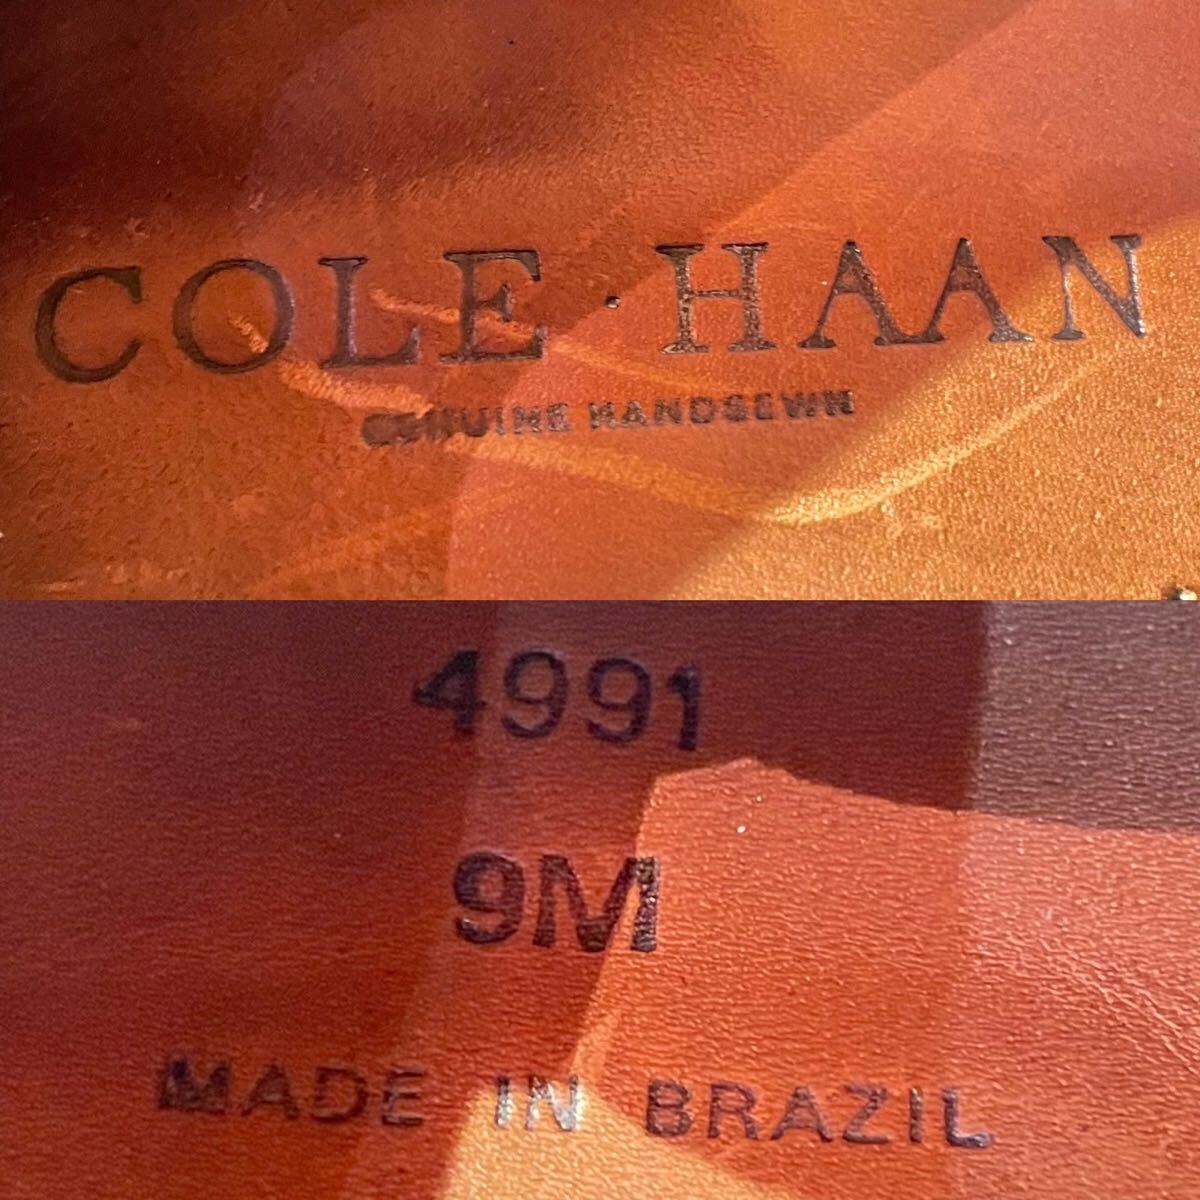 COLE·HAAN
GENUINE HANDSEWN
4991
9M
MADE IN BRAZIL